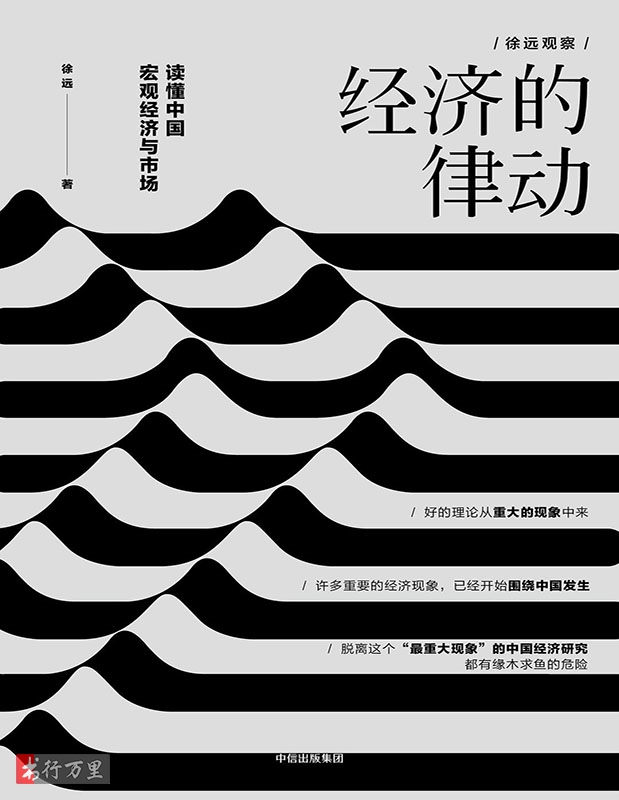 / 徐远观察 /
经济的
律动
读懂中国
宏观经济与市场
徐远 著
/ 好的理论从重大的现象中来
/ 许多重要的经济现象，已经开始围绕中国发生
/ 脱离这个“最重大现象”的中国经济研究
都有缘木求鱼的危险
中信出版集团
书行万里